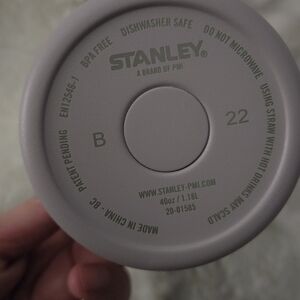 BPA FREE
DISHWASHER SAFE
DO NOT MICROWAVE
USING STRAW WITH HOT DRINKS MAY SCALD
STANLEY®
A BRAND OF PMI
EN12546-1
PATENT PENDING
B
22
WWW.STANLEY-PMI.COM
40oz / 1.18L
20-01585
MADE IN CHINA - BC